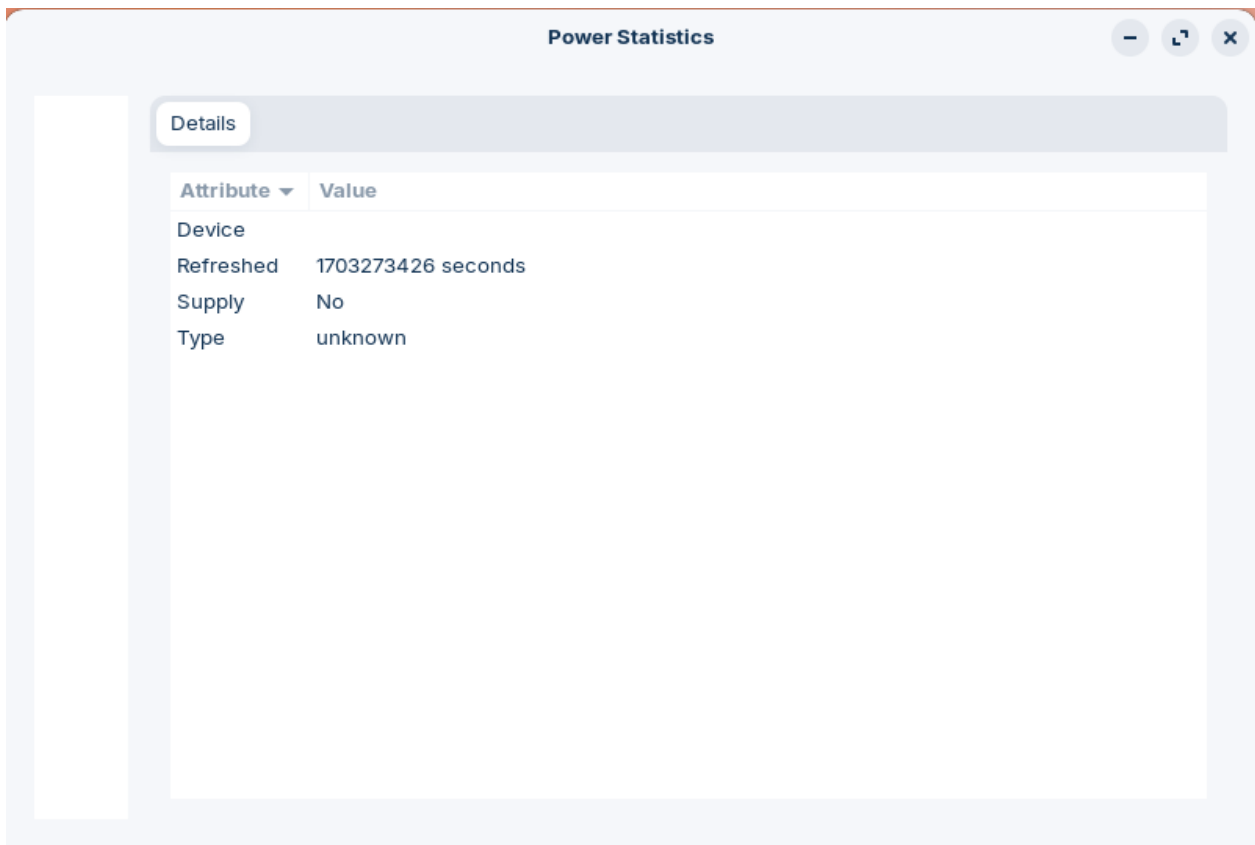 Power Statistics
Details
Attribute Value
Device
Refreshed 1703273426 seconds
Supply No
Type unknown